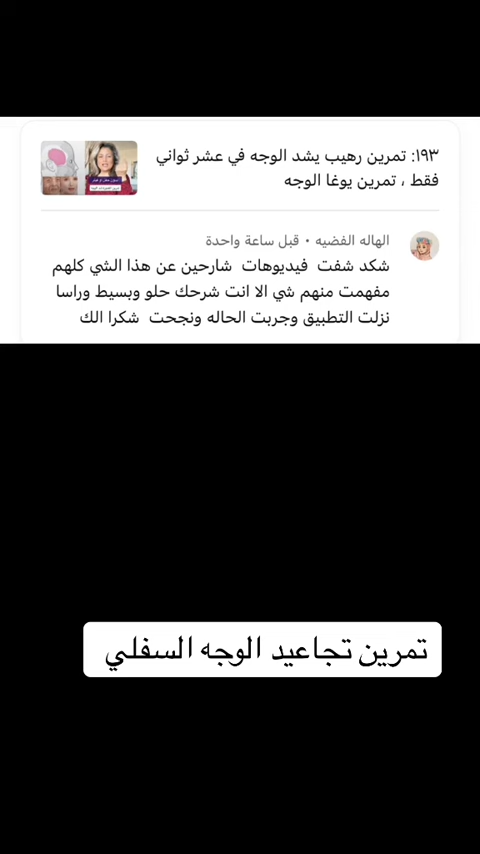 ١٩٣: تمرين رهيب يشد الوجه في عشر ثواني
فقط ، تمرين يوغا الوجه
الهاله الفضيه • قبل ساعة واحدة
شكد شفت فيديوهات شارحين عن هذا الشي كلهم
مفهمت منهم شي الا انت شرحك حلو وبسيط وراسا
نزلت التطبيق وجربت الحاله ونجحت شكرا الك
تمرين تجاعيد الوجه السفلي